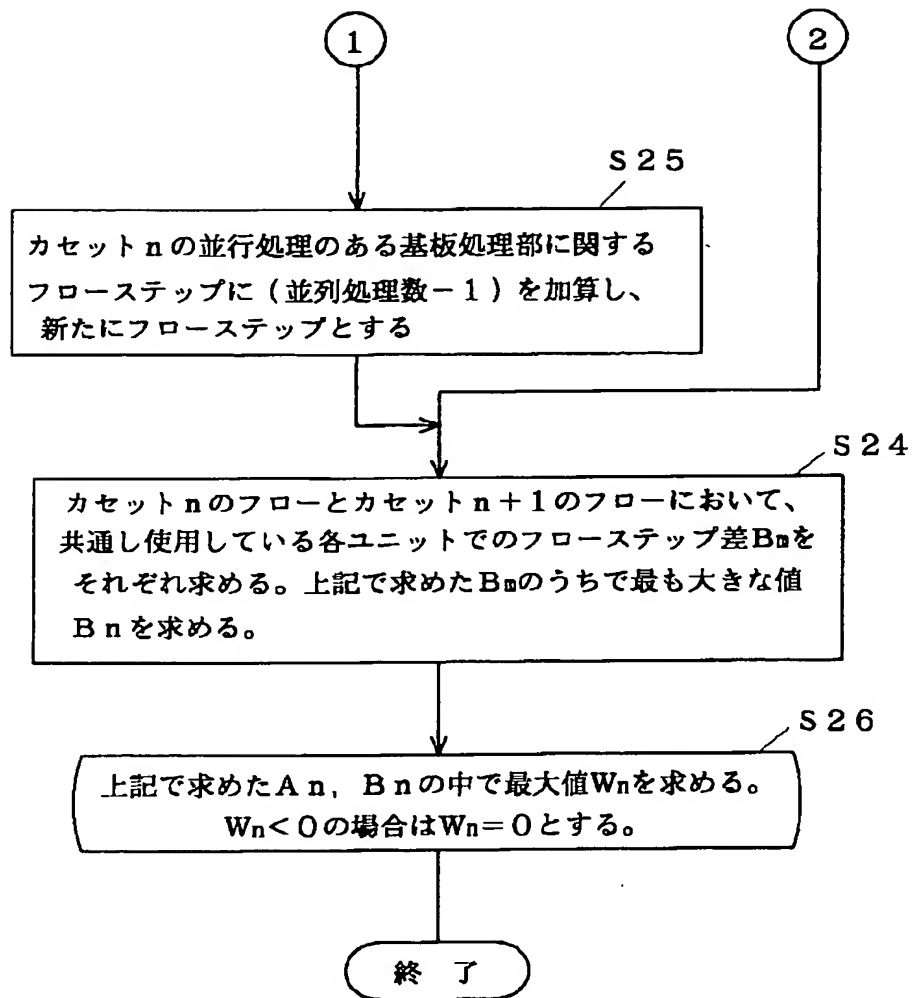 1
2
S25
カセットnの並行処理のある基板処理部に関する
フローステップに（並列処理数－1）を加算し、
新たにフローステップとする
S24
カセットnのフローとカセットn＋1のフローにおいて、
共通し使用している各ユニットでのフローステップ差Bmを
それぞれ求める。上記で求めたBmのうちで最も大きな値
Bnを求める。
S26
上記で求めたAn，Bnの中で最大値Wnを求める。
Wn＜0の場合はWn＝0とする。
終 了